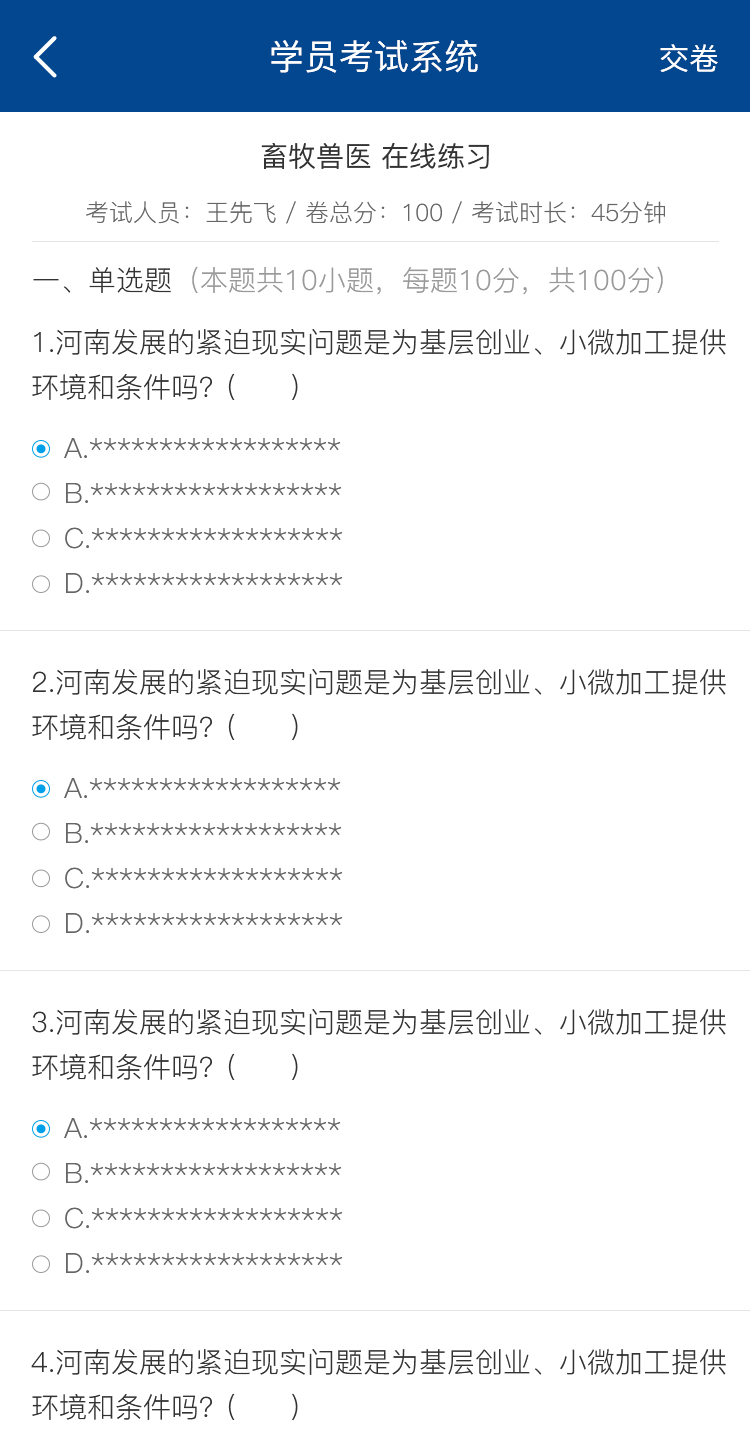 学员考试系统
交卷
畜牧兽医 在线练习
考试人员：王先飞 / 卷总分：100 / 考试时长：45分钟
一、单选题（本题共10小题，每题10分，共100分）
1.河南发展的紧迫现实问题是为基层创业、小微加工提供
环境和条件吗?（　　）
A.******************
B.******************
C.******************
D.******************
2.河南发展的紧迫现实问题是为基层创业、小微加工提供
环境和条件吗?（　　）
A.******************
B.******************
C.******************
D.******************
3.河南发展的紧迫现实问题是为基层创业、小微加工提供
环境和条件吗?（　　）
A.******************
B.******************
C.******************
D.******************
4.河南发展的紧迫现实问题是为基层创业、小微加工提供
环境和条件吗?（　　）